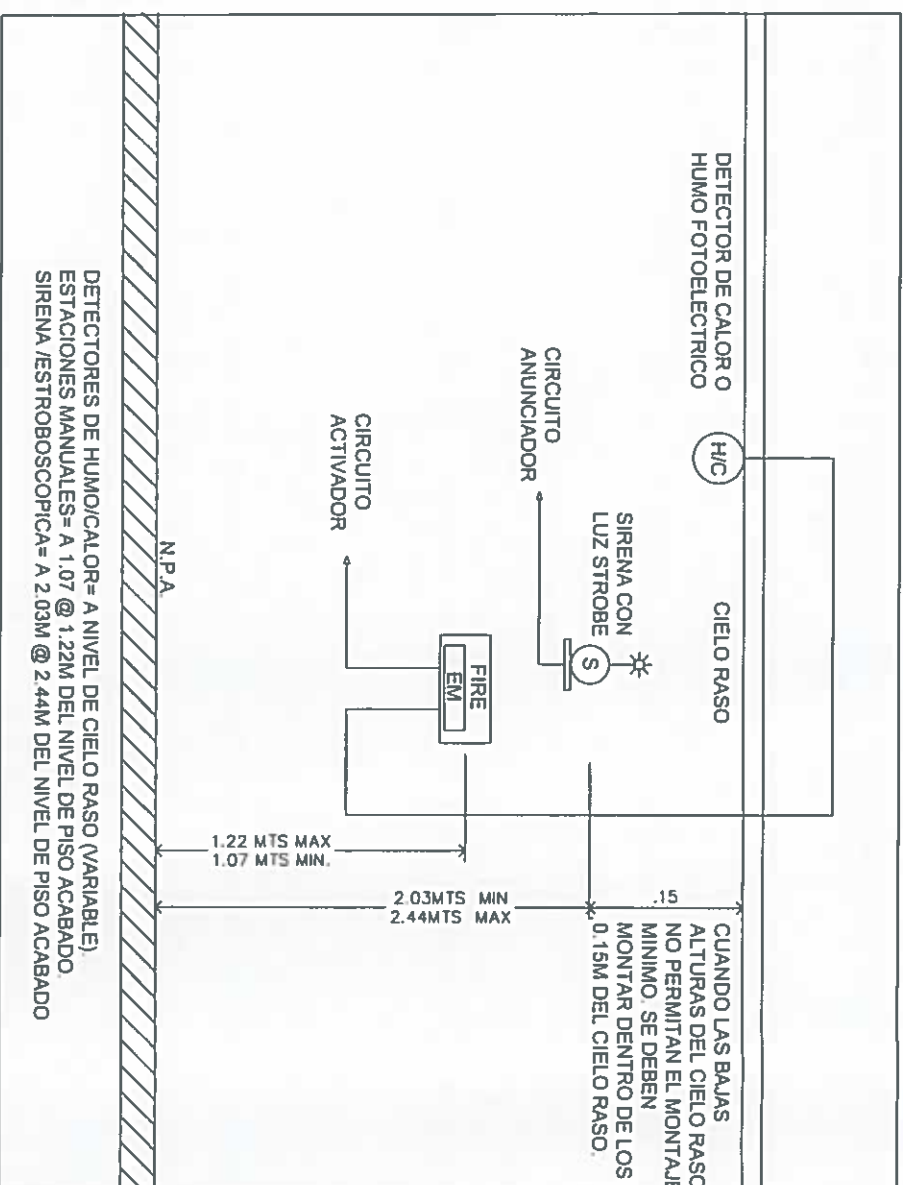 DETECTOR DE CALOR O
HUMO FOTOELECTRICO
H/C
CIELO RASO
SIRENA CON
LUZ STROBE
S
CIRCUITO
ANUNCIADOR
FIRE
EM
CIRCUITO
ACTIVADOR
.15
CUANDO LAS BAJAS
ALTURAS DEL CIELO RASO
NO PERMITAN EL MONTAJE
MINIMO. SE DEBEN
MONTAR DENTRO DE LOS
0.15M DEL CIELO RASO.
2.03MTS MIN
2.44MTS MAX
1.22 MTS MAX
1.07 MTS MIN.
N.P.A.
DETECTORES DE HUMO/CALOR= A NIVEL DE CIELO RASO (VARIABLE).
ESTACIONES MANUALES= A 1.07 @ 1.22M DEL NIVEL DE PISO ACABADO.
SIRENA /ESTROBOSCOPICA= A 2.03M @ 2.44M DEL NIVEL DE PISO ACABADO